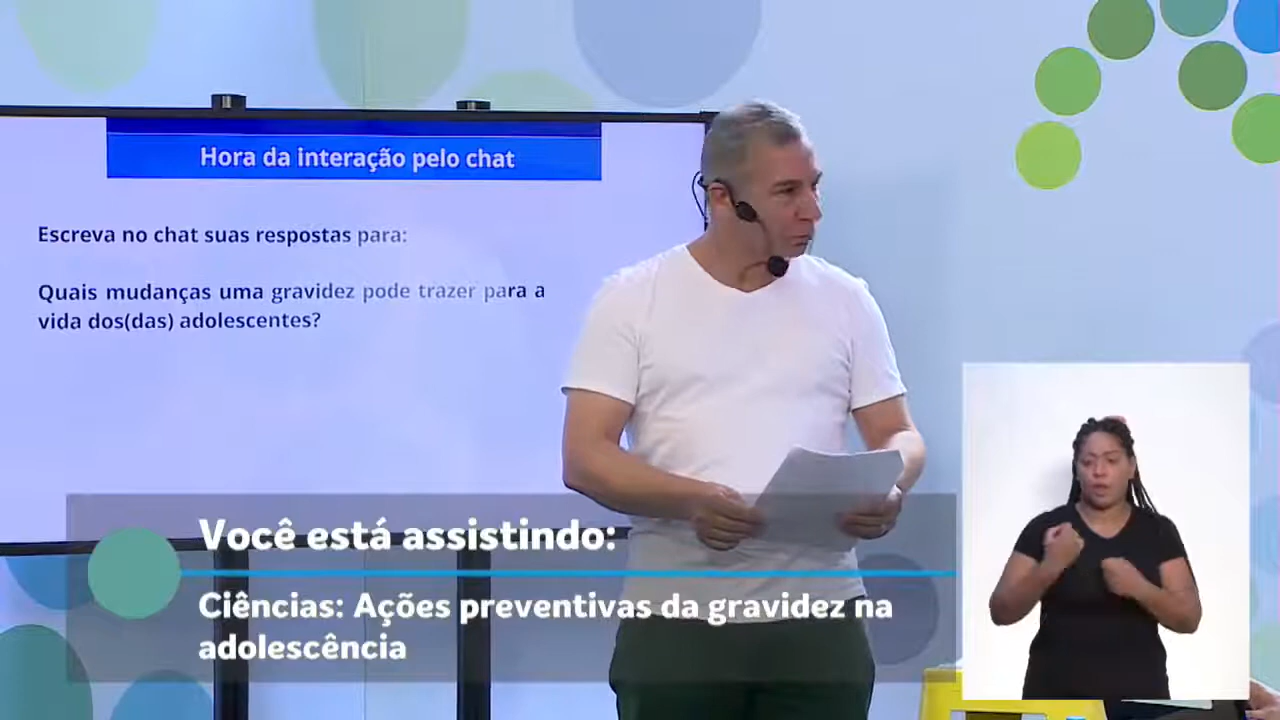 Hora da interação pelo chat
Escreva no chat suas respostas para:
Quais mudanças uma gravidez pode trazer para a
vida dos(das) adolescentes?
Você está assistindo:
Ciências: Ações preventivas da gravidez na
adolescência